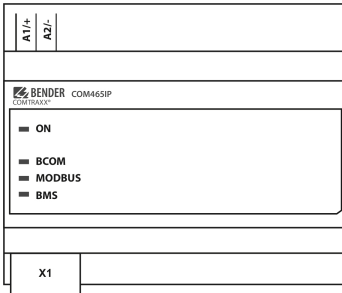 A1/+
A2/-
BENDER COM465IP
COMTRAXX®
ON
BCOM
MODBUS
BMS
X1